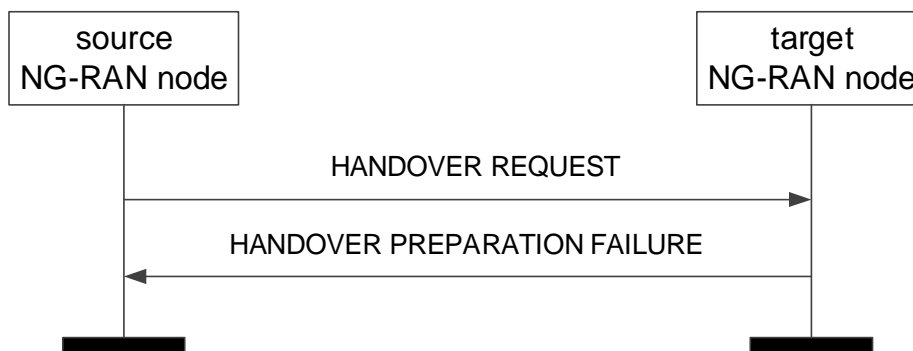 source
NG-RAN node
target
NG-RAN node
HANDOVER REQUEST
HANDOVER PREPARATION FAILURE